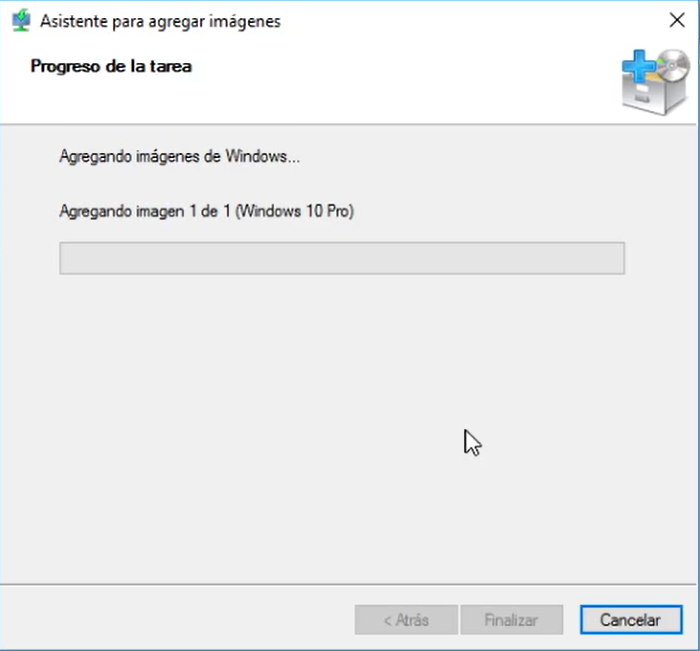 Asistente para agregar imágenes
Progreso de la tarea
Agregando imágenes de Windows...
Agregando imagen 1 de 1 (Windows 10 Pro)
< Atrás
Finalizar
Cancelar